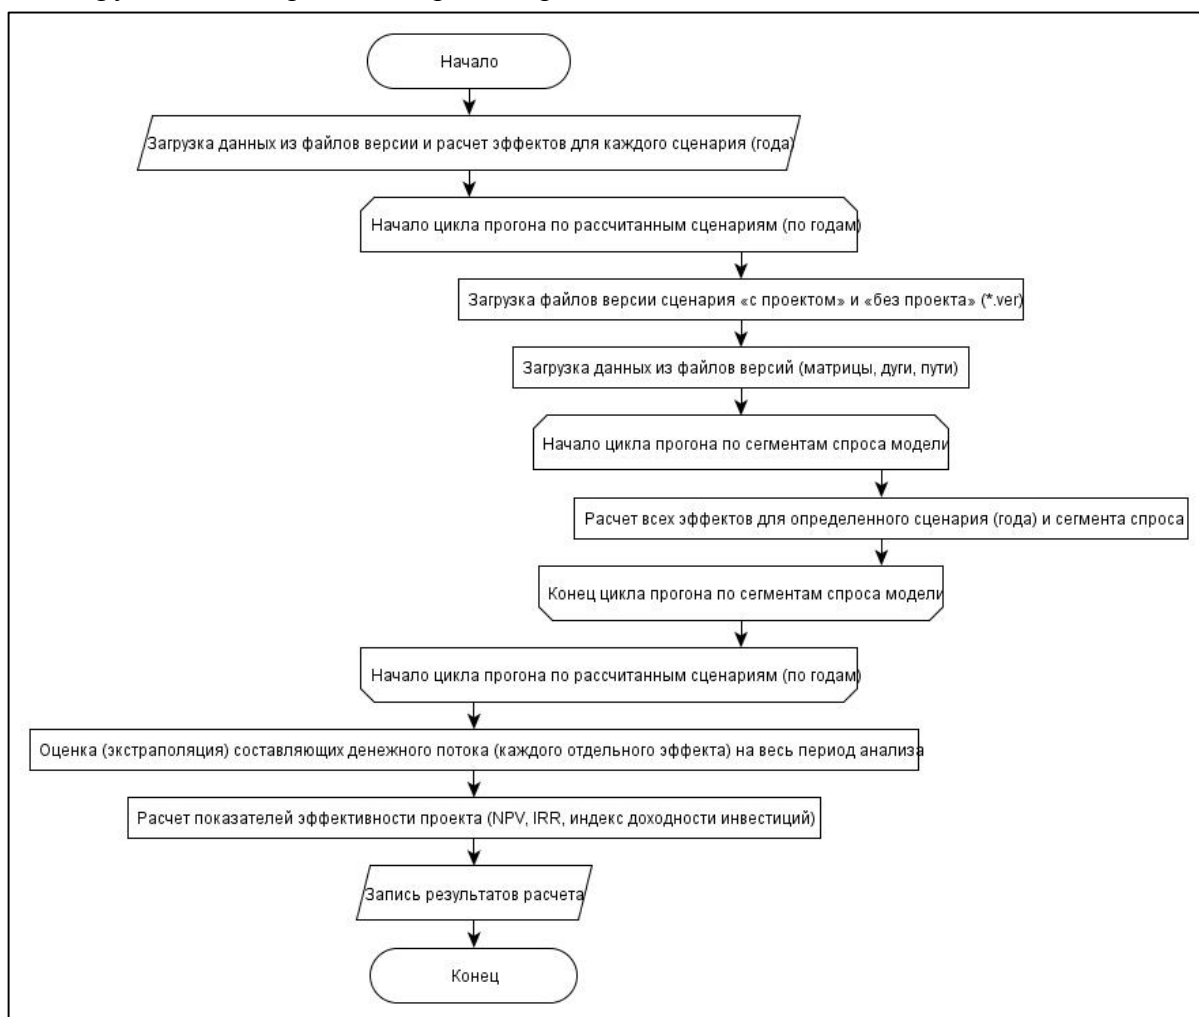 Начало
Загрузка данных из файлов версии и расчет эффектов для каждого сценария (года)
Начало цикла прогона по рассчитанным сценариям (по годам)
Загрузка файлов версии сценария «с проектом» и «без проекта» (*.ver)
Загрузка данных из файлов версий (матрицы, дуги, пути)
Начало цикла прогона по сегментам спроса модели
Расчет всех эффектов для определенного сценария (года) и сегмента спроса
Конец цикла прогона по сегментам спроса модели
Начало цикла прогона по рассчитанным сценариям (по годам)
Оценка (экстраполяция) составляющих денежного потока (каждого отдельного эффекта) на весь период анализа
Расчет показателей эффективности проекта (NPV, IRR, индекс доходности инвестиций)
Запись результатов расчета
Конец